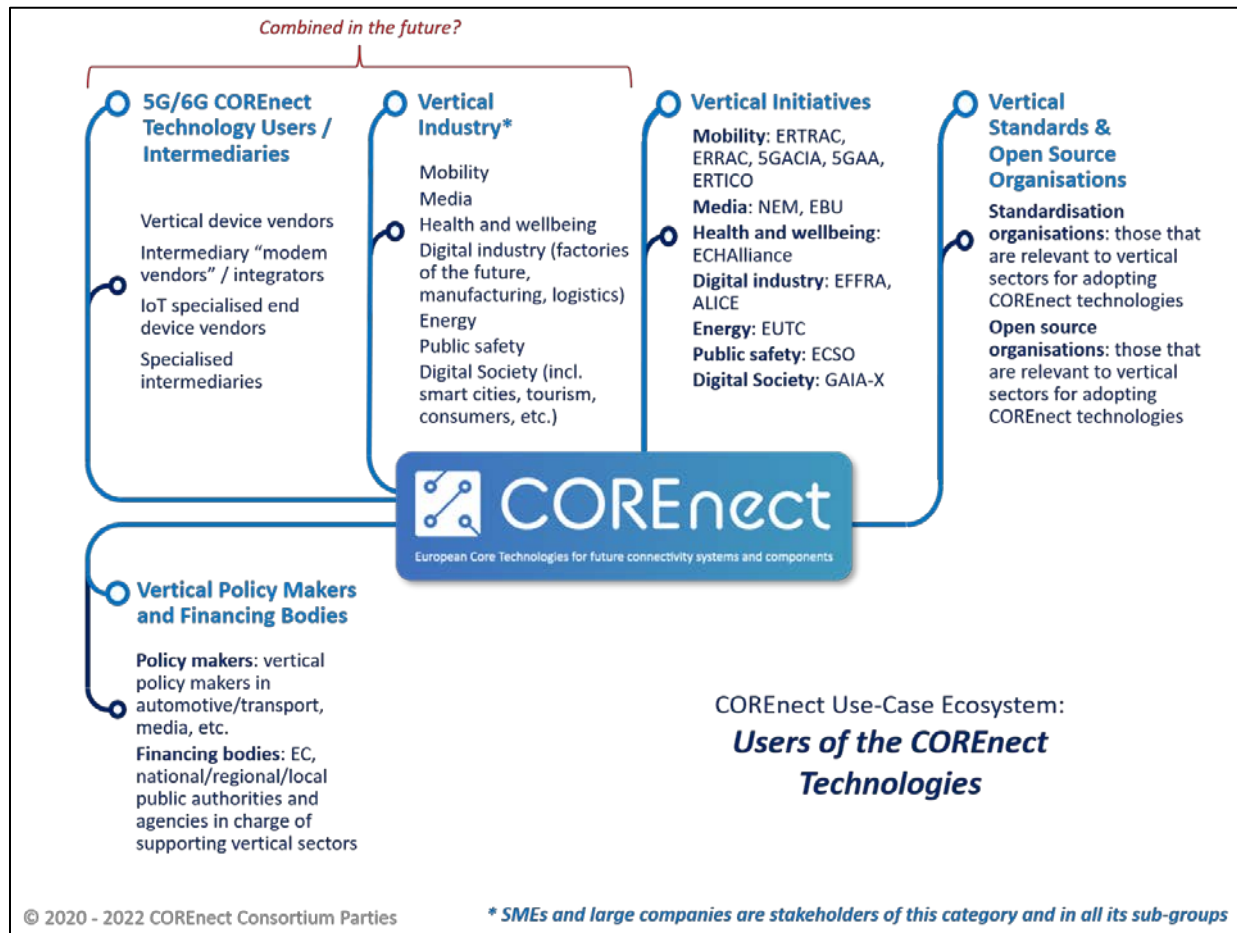 Combined in the future?
5G/6G COREnect
Technology Users /
Intermediaries
Vertical device vendors
Intermediary “modem
vendors” / integrators
IoT specialised end
device vendors
Specialised
intermediaries
Vertical
Industry*
Mobility
Media
Health and wellbeing
Digital industry (factories
of the future,
manufacturing, logistics)
Energy
Public safety
Digital Society (incl.
smart cities, tourism,
consumers, etc.)
Vertical Initiatives
Mobility: ERTRAC,
ERRAC, 5GACIA, 5GAA,
ERTICO
Media: NEM, EBU
Health and wellbeing:
ECHAlliance
Digital industry: EFFRA,
ALICE
Energy: EUTC
Public safety: ECSO
Digital Society: GAIA-X
Vertical
Standards &
Open Source
Organisations
Standardisation
organisations: those that
are relevant to vertical
sectors for adopting
COREnect technologies
Open source
organisations: those that
are relevant to vertical
sectors for adopting
COREnect technologies
COREnect
European Core Technologies for future connectivity systems and components
Vertical Policy Makers
and Financing Bodies
Policy makers: vertical
policy makers in
automotive/transport,
media, etc.
Financing bodies: EC,
national/regional/local
public authorities and
agencies in charge of
supporting vertical sectors
COREnect Use-Case Ecosystem:
Users of the COREnect
Technologies
© 2020 - 2022 COREnect Consortium Parties
* SMEs and large companies are stakeholders of this category and in all its sub-groups